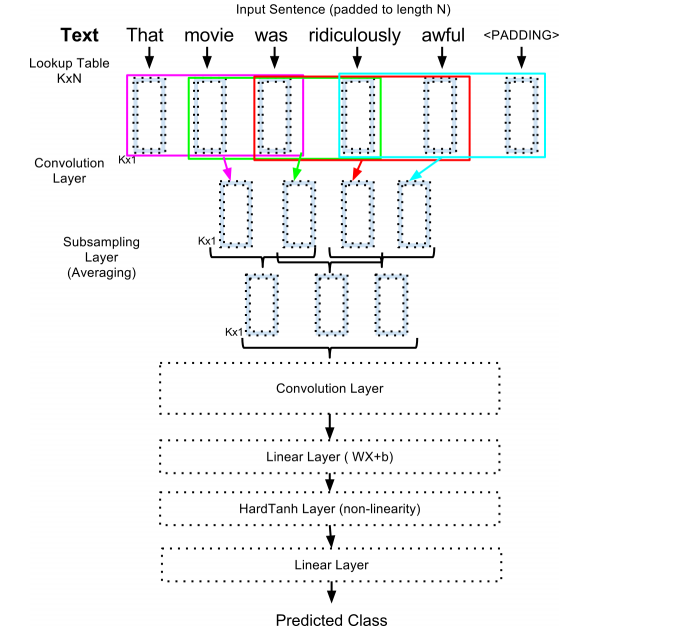 Input Sentence (padded to length N)
Text That movie was ridiculously awful <PADDING>
Lookup Table
KxN
Kx1
Convolution
Layer
Kx1
Subsampling
Layer
(Averaging)
Kx1
Convolution Layer
Linear Layer ( WX+b)
HardTanh Layer (non-linearity)
Linear Layer
Predicted Class